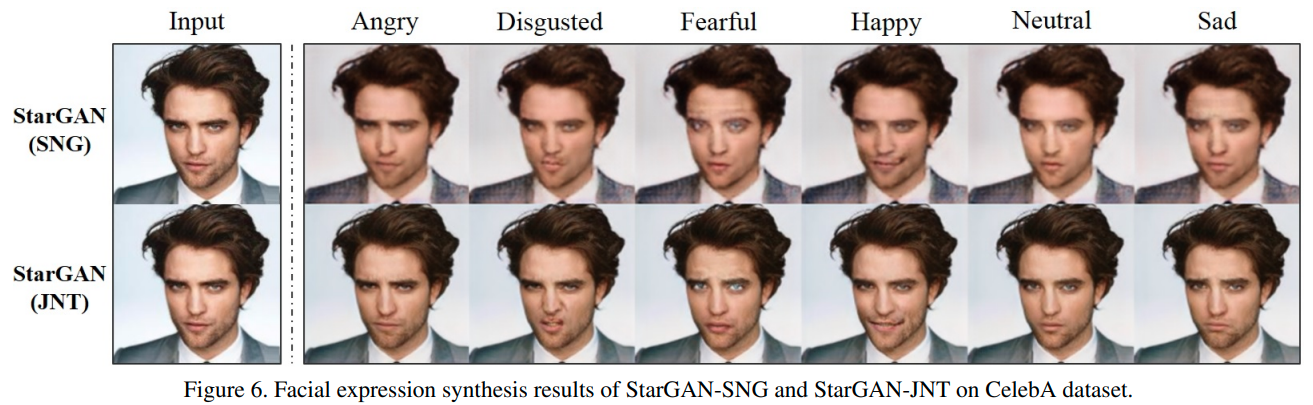 Input Angry Disgusted Fearful Happy Neutral Sad
StarGAN
(SNG)
StarGAN
(JNT)
Figure 6. Facial expression synthesis results of StarGAN-SNG and StarGAN-JNT on CelebA dataset.